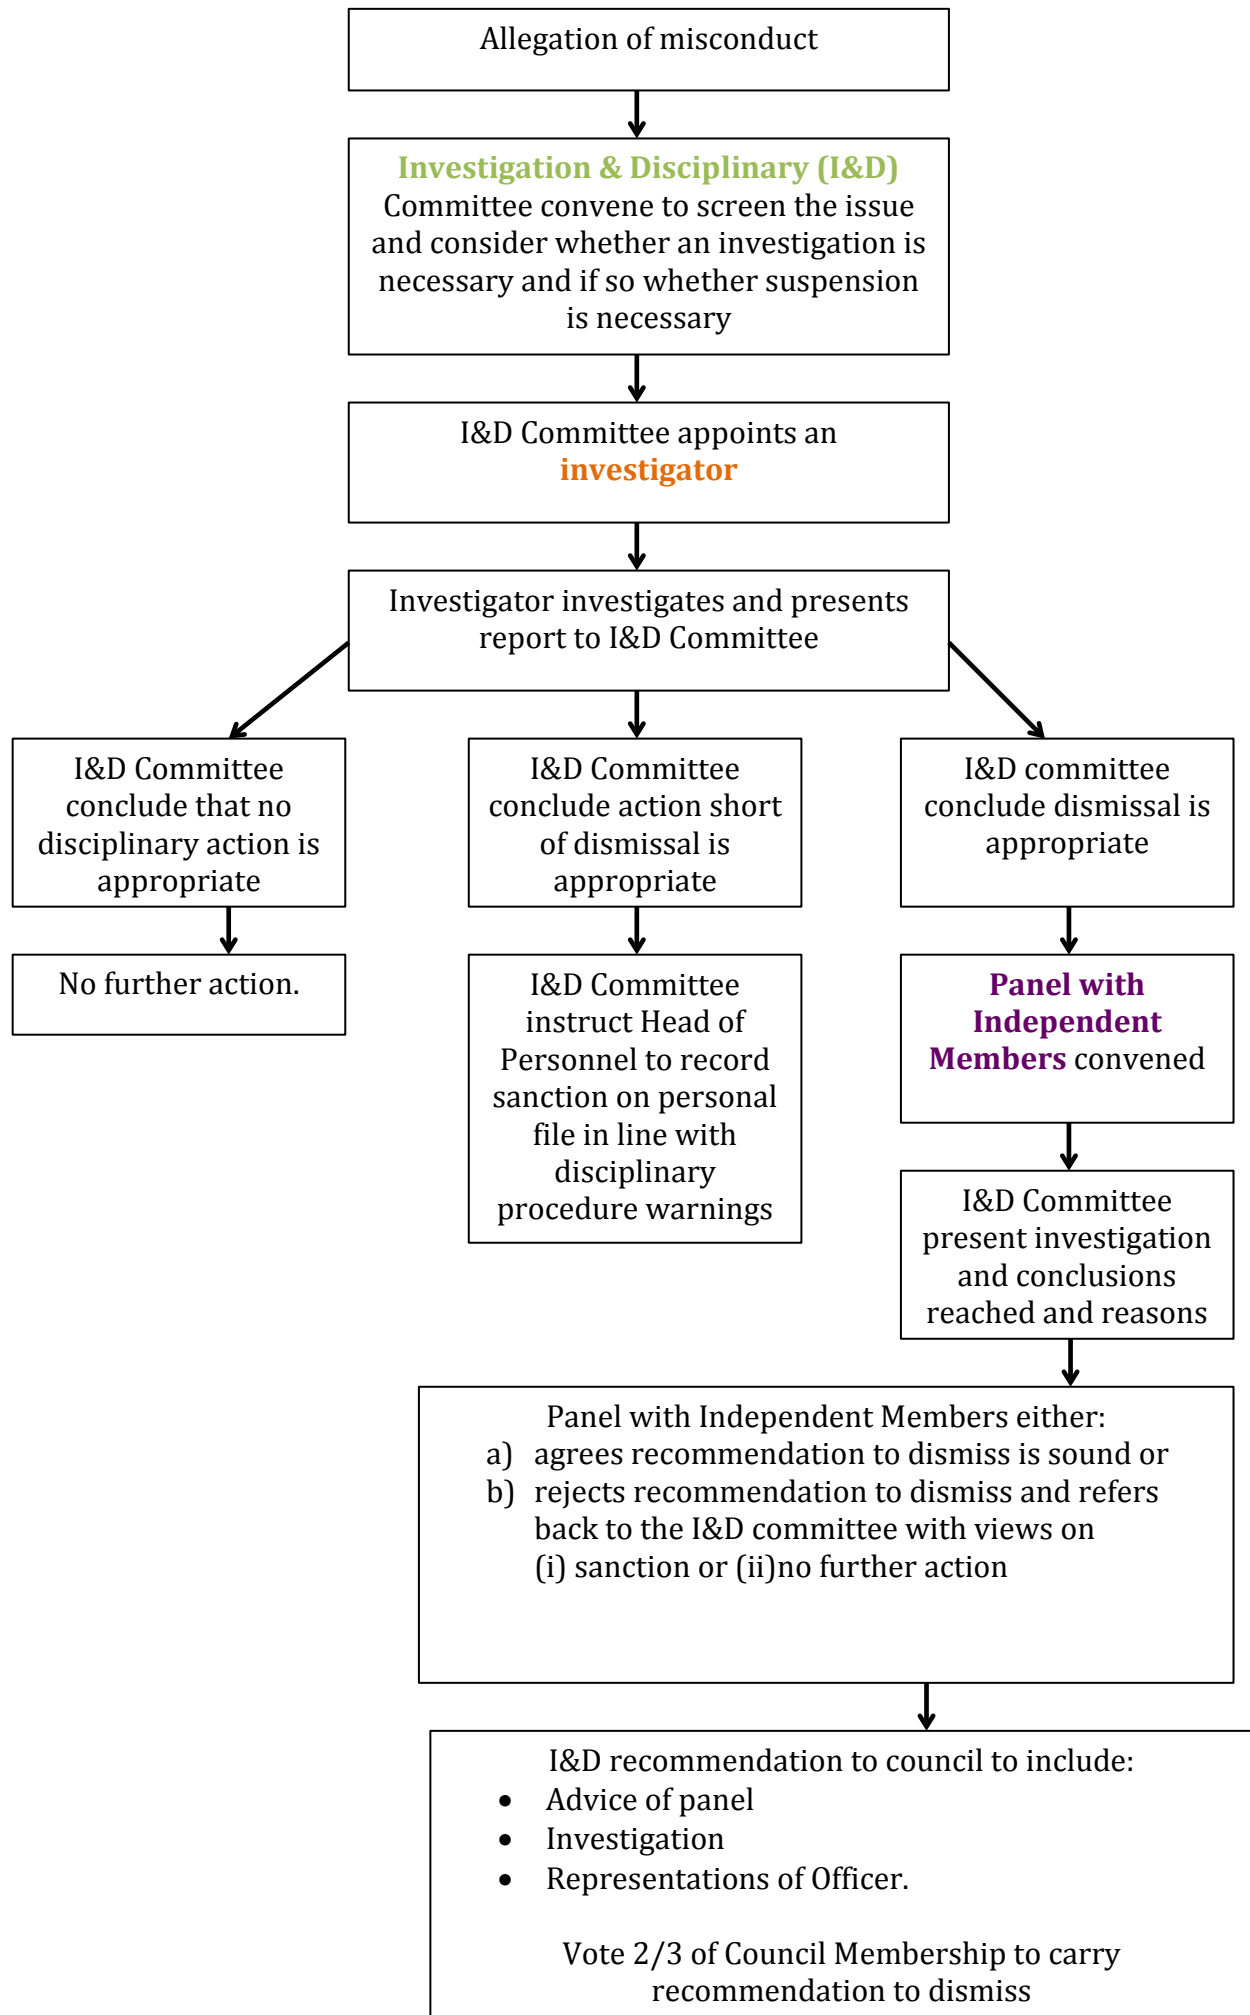 Allegation of misconduct
Investigation & Disciplinary (I&D)
Committee convene to screen the issue
and consider whether an investigation is
necessary and if so whether suspension
is necessary
I&D Committee appoints an
investigator
Investigator investigates and presents
report to I&D Committee
I&D Committee
conclude that no
disciplinary action is
appropriate
No further action.
I&D Committee
conclude action short
of dismissal is
appropriate
I&D Committee
instruct Head of
Personnel to record
sanction on personal
file in line with
disciplinary
procedure warnings
I&D committee
conclude dismissal is
appropriate
Panel with
Independent
Members convened
I&D Committee
present investigation
and conclusions
reached and reasons
Panel with Independent Members either:
a) agrees recommendation to dismiss is sound or
b) rejects recommendation to dismiss and refers
back to the I&D committee with views on
(i) sanction or (ii)no further action
I&D recommendation to council to include:
• Advice of panel
• Investigation
• Representations of Officer.
Vote 2/3 of Council Membership to carry
recommendation to dismiss